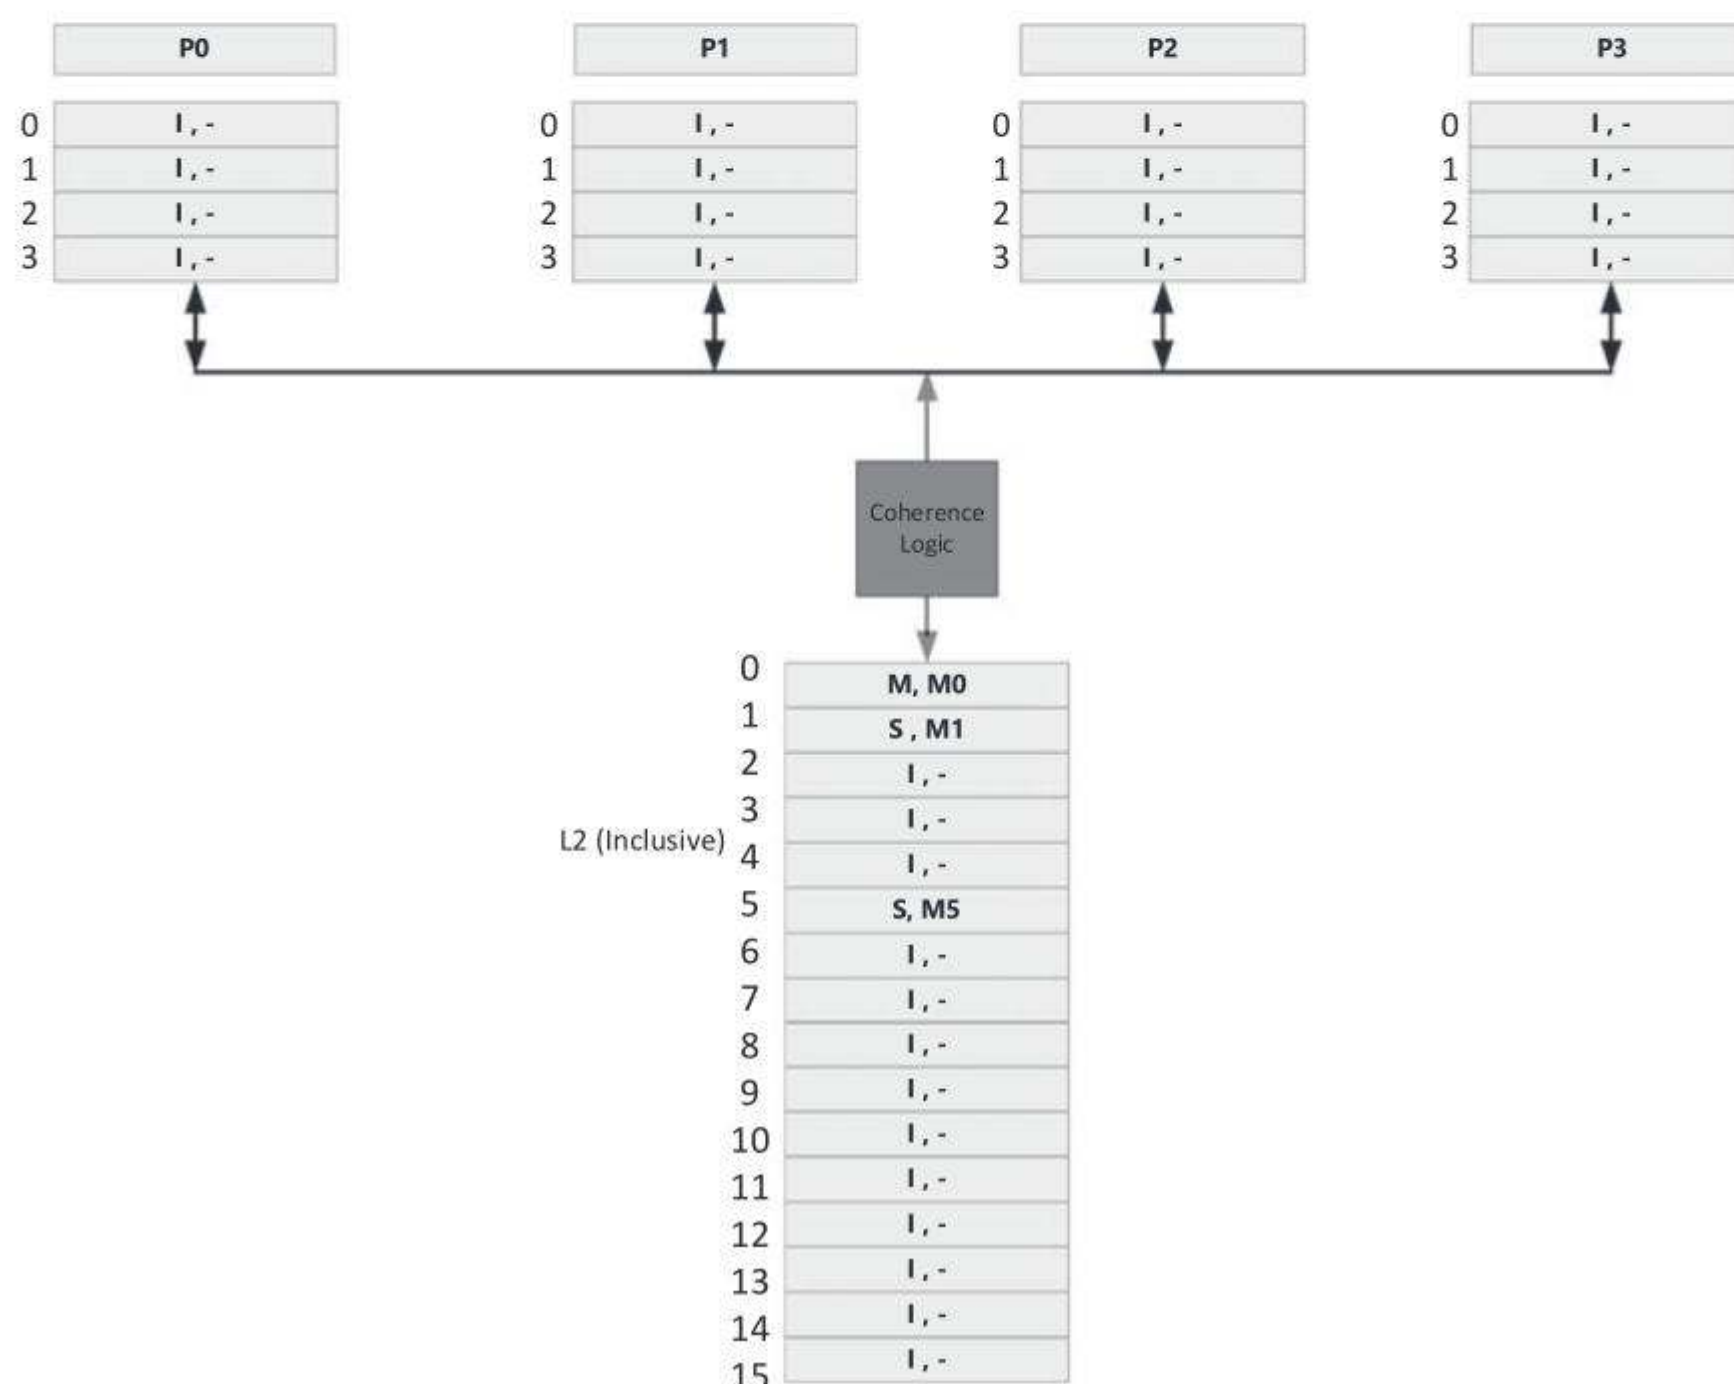 P0 P1 P2 P3
0 I , - 0 I , - 0 I , - 0 I , -
1 I , - 1 I , - 1 I , - 1 I , -
2 I , - 2 I , - 2 I , - 2 I , -
3 I , - 3 I , - 3 I , - 3 I , -
Coherence
Logic
0 M, M0
1 S , M1
2 I , -
3 I , -
L2 (Inclusive)
4 I , -
5 S, M5
6 I , -
7 I , -
8 I , -
9 I , -
10 I , -
11 I , -
12 I , -
13 I , -
14 I , -
15 I , -